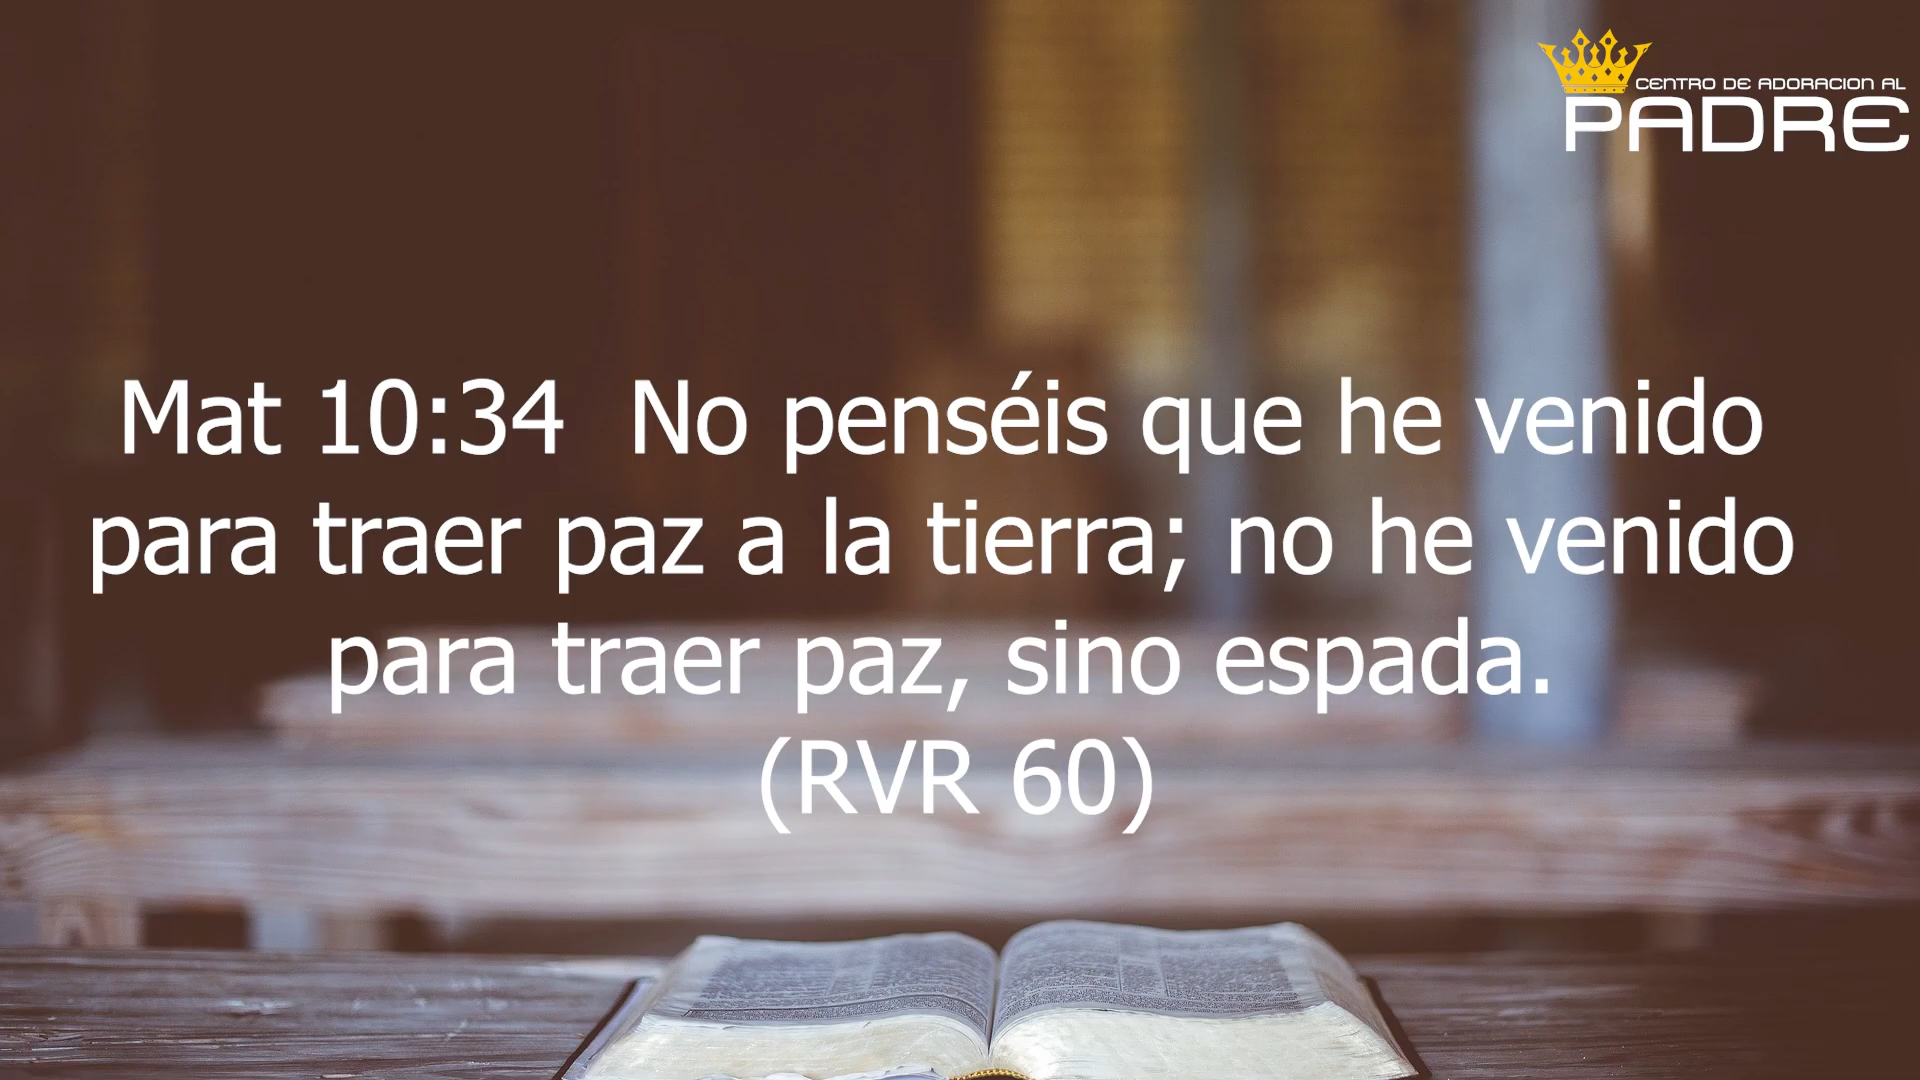 CENTRO DE ADORACION AL
PADRE
Mat 10:34  No penséis que he venido
para traer paz a la tierra; no he venido
para traer paz, sino espada.
(RVR 60)